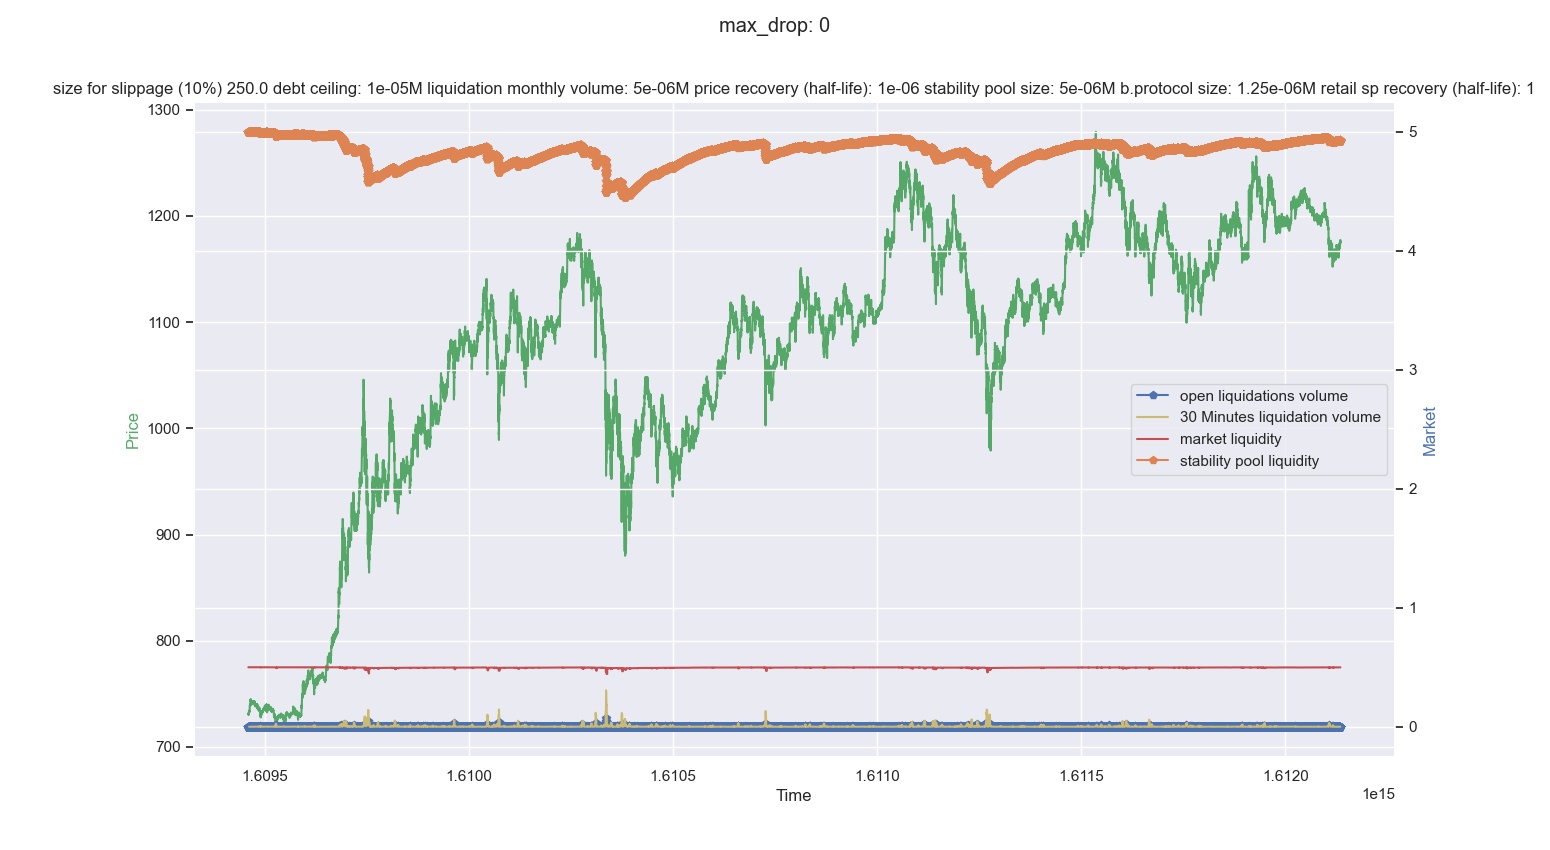 max_drop: 0
size for slippage (10%) 250.0 debt ceiling: 1e-05M liquidation monthly volume: 5e-06M price recovery (half-life): 1e-06 stability pool size: 5e-06M b.protocol size: 1.25e-06M retail sp recovery (half-life): 1
1300
1200
1100
1000
900
800
700
Price
5
4
3
2
1
0
Market
open liquidations volume
30 Minutes liquidation volume
market liquidity
stability pool liquidity
1.6095
1.6100
1.6105
1.6110
1.6115
1.6120
Time
1e15